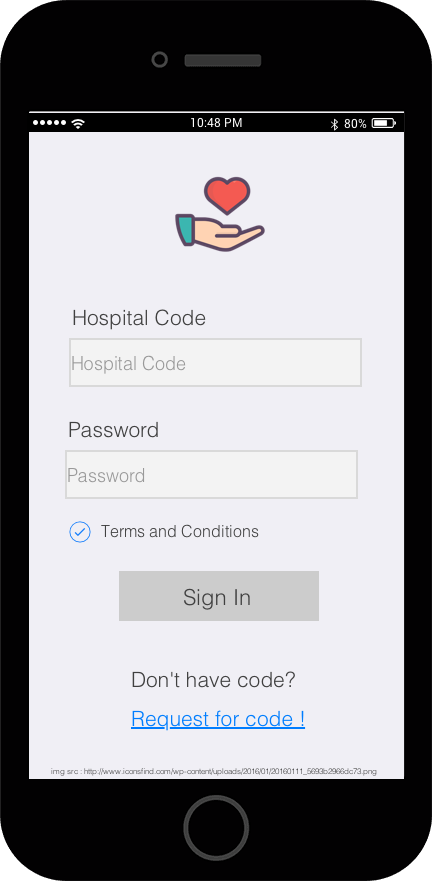 10:48 PM 80%
Hospital Code
Hospital Code
Password
Password
Terms and Conditions
Sign In
Don't have code?
Request for code !
img src : http://www.iconsfind.com/wp-content/uploads/2016/01/20160111_5693b2966dc73.png